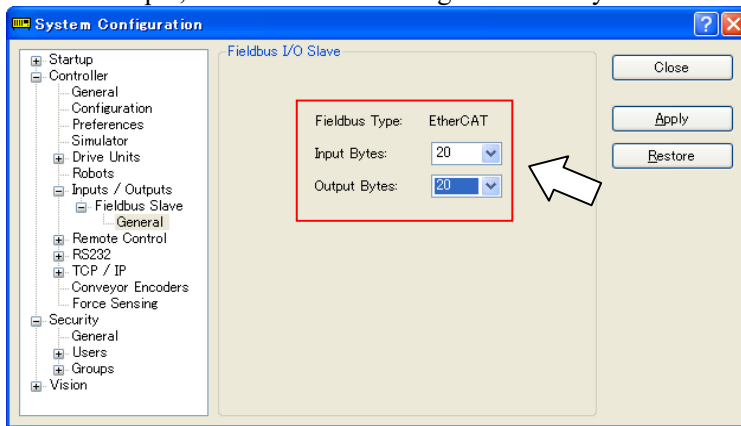 System Configuration
Startup
Controller
General
Configuration
Preferences
Simulator
Drive Units
Robots
Inputs / Outputs
Fieldbus Slave
General
Remote Control
RS232
TCP / IP
Conveyor Encoders
Force Sensing
Security
General
Users
Groups
Vision
Fieldbus I/O Slave
Fieldbus Type: EtherCAT
Input Bytes: 20
Output Bytes: 20
Close
Apply
Restore